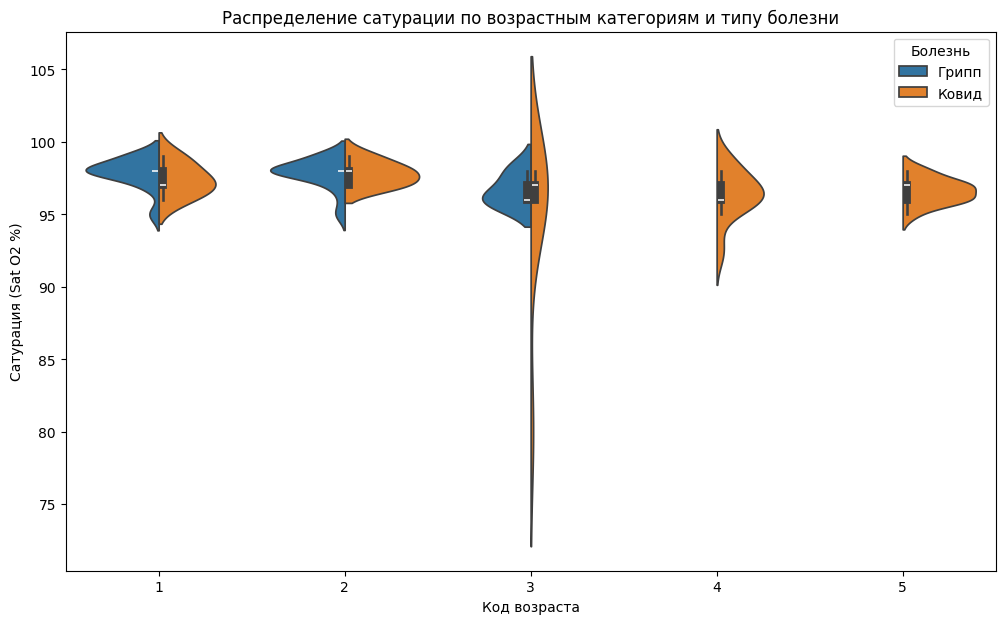 Распределение сатурации по возрастным категориям и типу болезни
Болезнь
Грипп
Ковид
105
100
95
90
85
80
75
Сатурация (Sat O2 %)
1
2
3
4
5
Код возраста